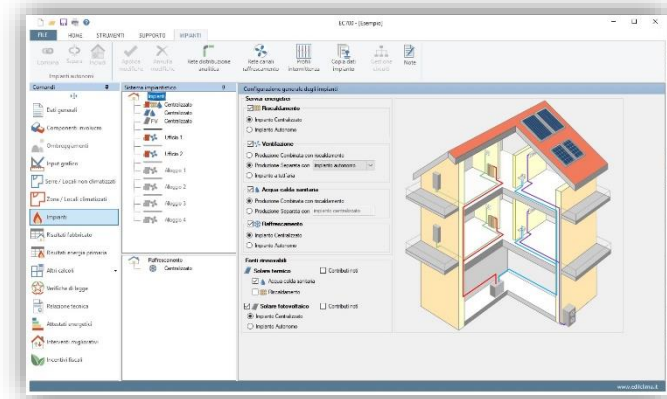 EC700 - [Esempio]
FILE HOME STRUMENTI SUPPORTO IMPIANTI
Rete distribuzione analitica
Rete canali raffrescamento
Profili intermittenza
Copia dati impianto
Note
Impianti autonomi
Comandi
Dati generali
Componenti involucro
Ombreggiamenti
Input grafico
Serre / Locali non climatizzati
Zone / Locali climatizzati
Impianti
Risultati fabbricato
Risultati energia primaria
Altri calcoli
Verifiche di legge
Relazione tecnica
Attestati energetici
Interventi migliorativi
Incentivi fiscali
Sistema impiantistico
Impianti
Centralizzato
Centralizzato
FV Centralizzato
Ufficio 1
Ufficio 2
Alloggio 1
Alloggio 2
Alloggio 3
Alloggio 4
Raffrescamento
Centralizzato
Configurazione generale degli impianti
Servizi energetici
Riscaldamento
Impianto Centralizzato
Impianto Autonomo
Ventilazione
Produzione Combinata con riscaldamento
Produzione Separata con Impianto autonomo
Impianto a tutt'aria
Acqua calda sanitaria
Produzione Combinata con riscaldamento
Produzione Separata con Impianto centralizzato
Raffrescamento
Impianto Centralizzato
Impianto Autonomo
Fonti rinnovabili
Solare termico Contributi noti
Acqua calda sanitaria
Riscaldamento
Solare fotovoltaico Contributi noti
Impianto Centralizzato
Impianto Autonomo
www.edilclima.it